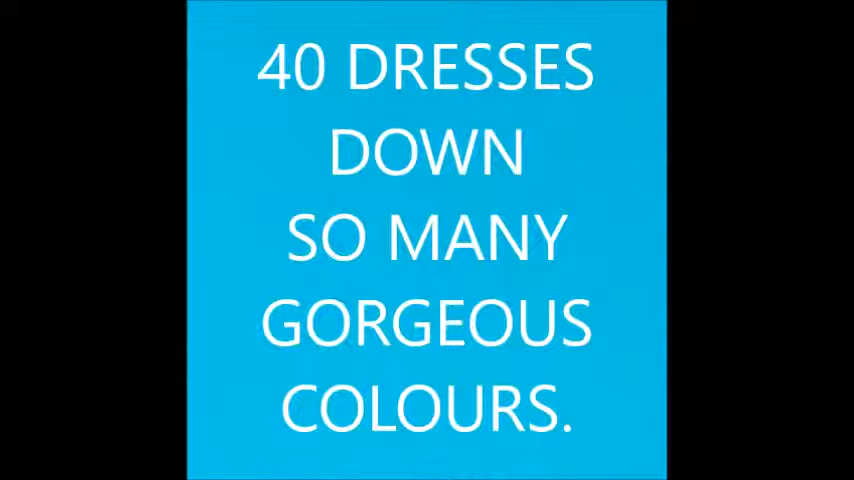 40 DRESSES
DOWN
SO MANY
GORGEOUS
COLOURS.